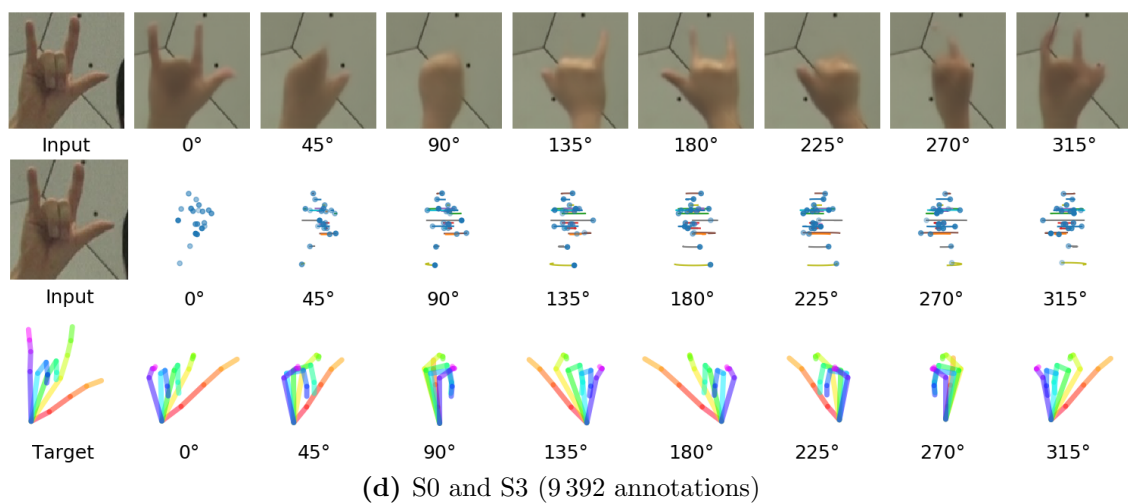 Input 0° 45° 90° 135° 180° 225° 270° 315°
Input 0° 45° 90° 135° 180° 225° 270° 315°
Target 0° 45° 90° 135° 180° 225° 270° 315°
(d) S0 and S3 (9 392 annotations)